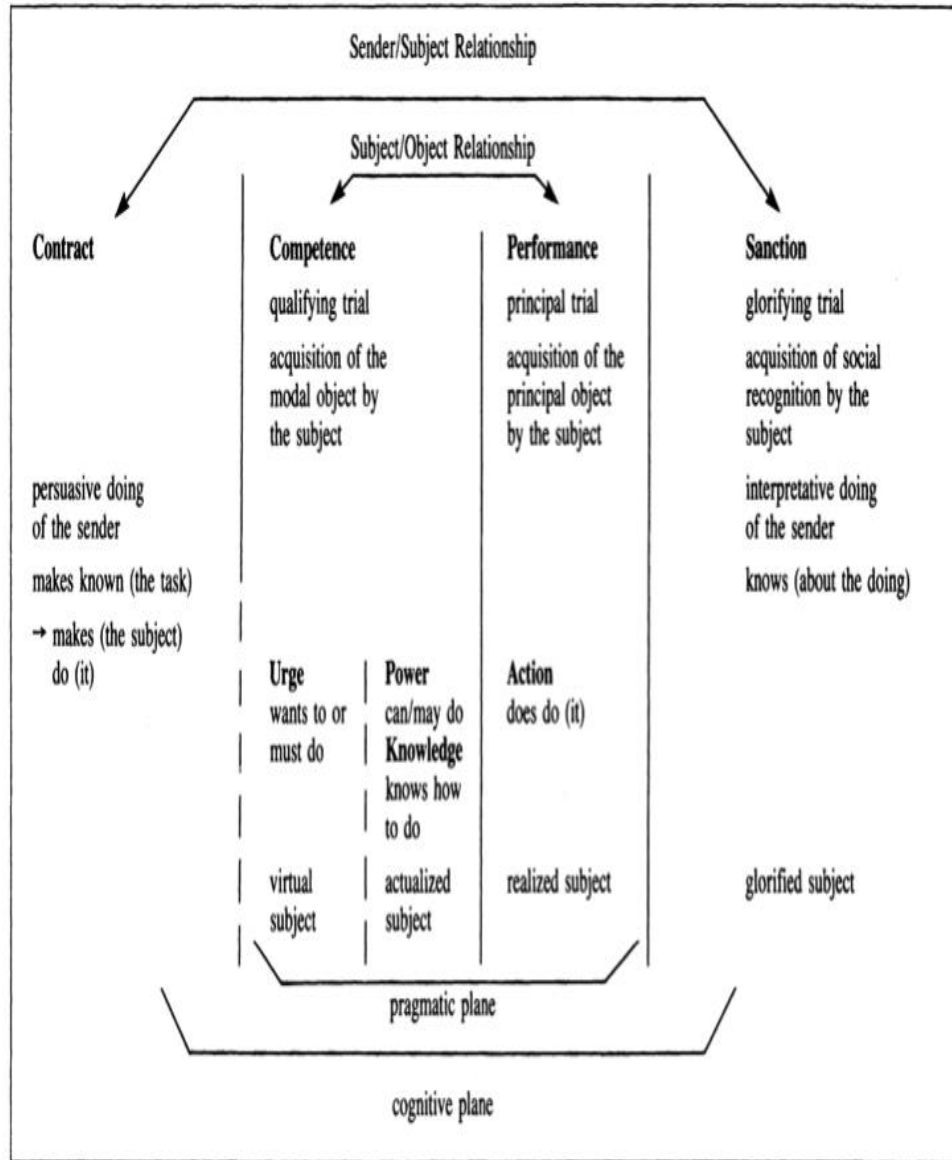 Sender/Subject Relationship
Subject/Object Relationship
Contract
persuasive doing
of the sender
makes known (the task)
→ makes (the subject)
do (it)
Competence
qualifying trial
acquisition of the
modal object by
the subject
Urge
wants to or
must do
virtual
subject
Power
can/may do
Knowledge
knows how
to do
actualized
subject
Performance
principal trial
acquisition of the
principal object
by the subject
Action
does do (it)
realized subject
Sanction
glorifying trial
acquisition of social
recognition by the
subject
interpretative doing
of the sender
knows (about the doing)
glorified subject
pragmatic plane
cognitive plane